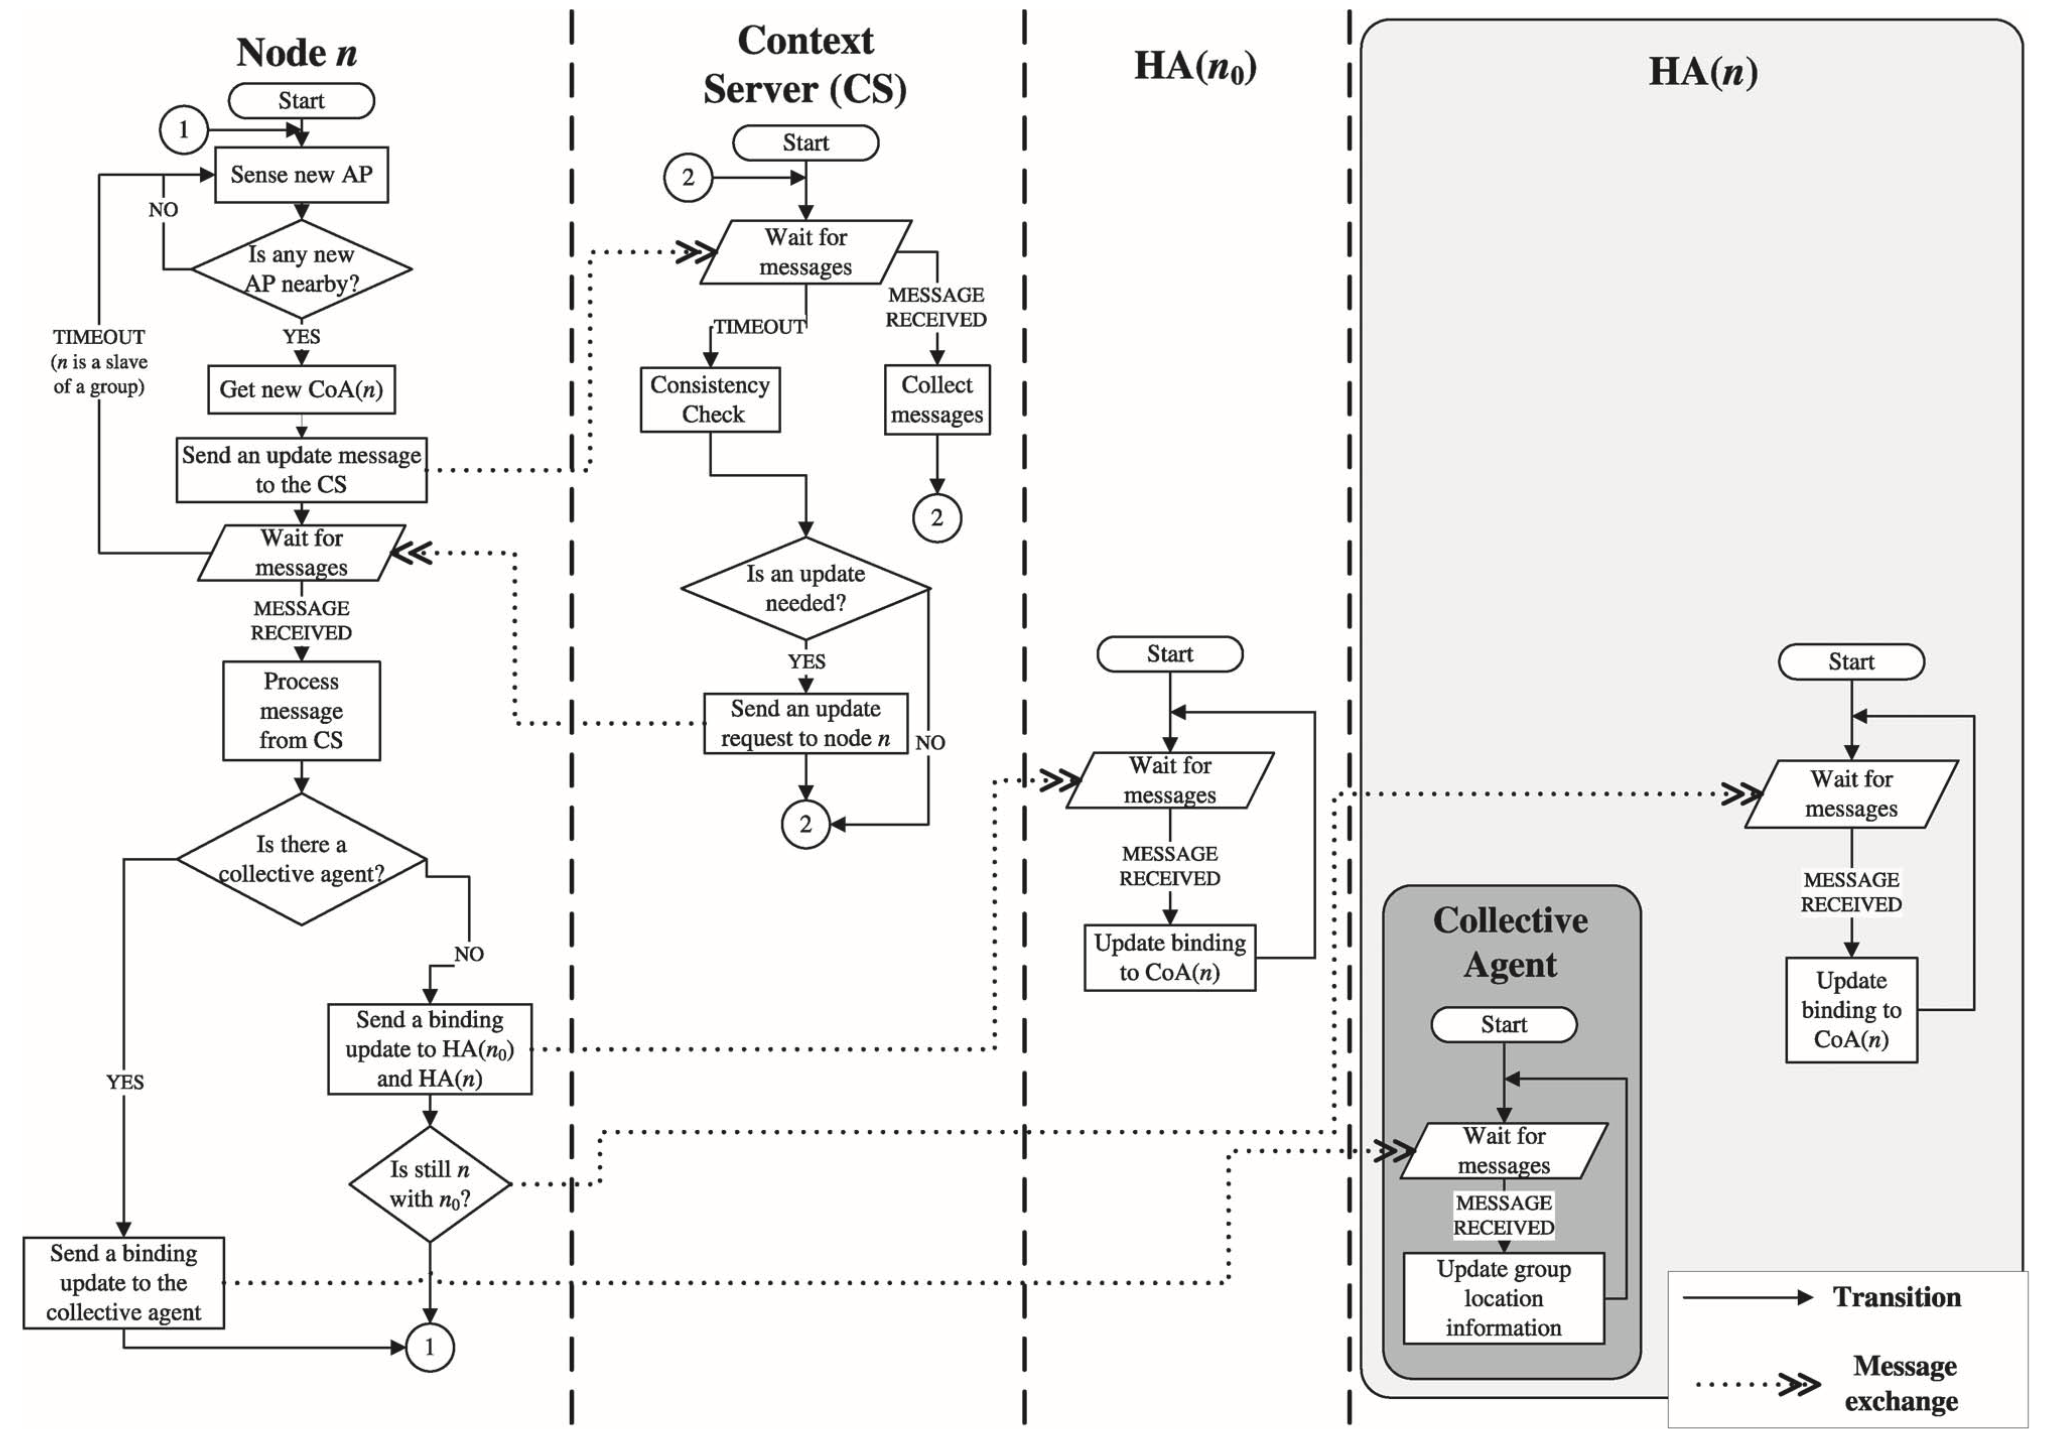 Node n
Start
1
Sense new AP
NO
Is any new
AP nearby?
YES
TIMEOUT
(n is a slave
of a group)
Get new CoA(n)
Send an update message
to the CS
Wait for
messages
MESSAGE
RECEIVED
Process
message
from CS
Is there a
collective agent?
NO
YES
Send a binding
update to HA(n₀)
and HA(n)
Is still n
with n₀?
Send a binding
update to the
collective agent
1
Context
Server (CS)
Start
2
Wait for
messages
MESSAGE
RECEIVED
TIMEOUT
Consistency
Check
Collect
messages
2
Is an update
needed?
YES
Send an update
request to node n
NO
2
HA(n₀)
Start
Wait for
messages
MESSAGE
RECEIVED
Update binding
to CoA(n)
HA(n)
Start
Wait for
messages
MESSAGE
RECEIVED
Update
binding to
CoA(n)
Collective
Agent
Start
Wait for
messages
MESSAGE
RECEIVED
Update group
location
information
Transition
Message
exchange